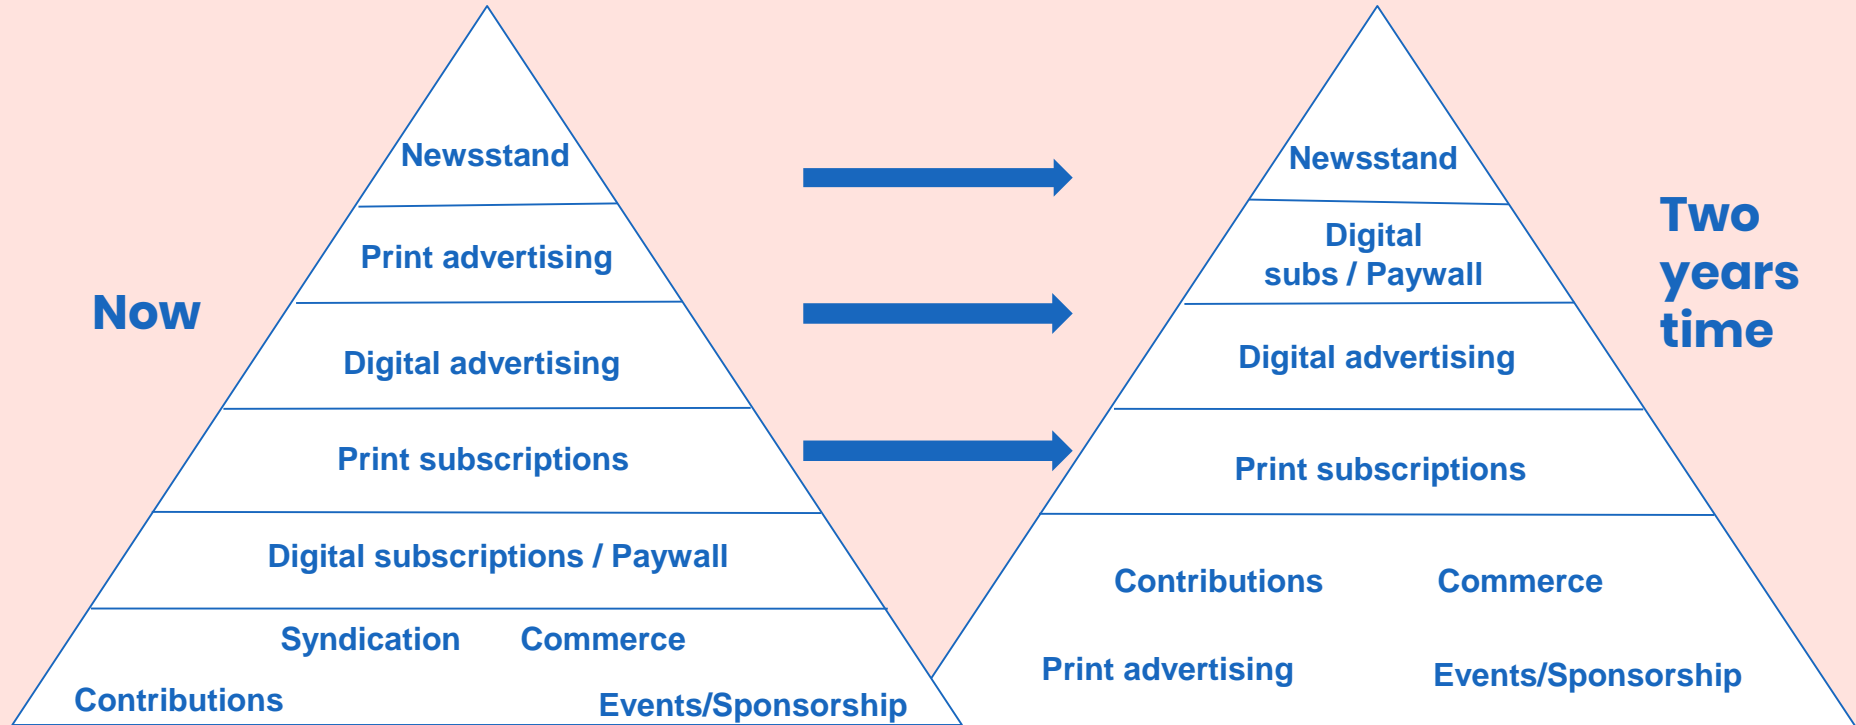 Now
Newsstand
Print advertising
Digital advertising
Print subscriptions
Digital subscriptions / Paywall
Syndication
Commerce
Contributions
Events/Sponsorship
Newsstand
Digital
subs / Paywall
Digital advertising
Print subscriptions
Contributions
Commerce
Print advertising
Events/Sponsorship
Two
years
time